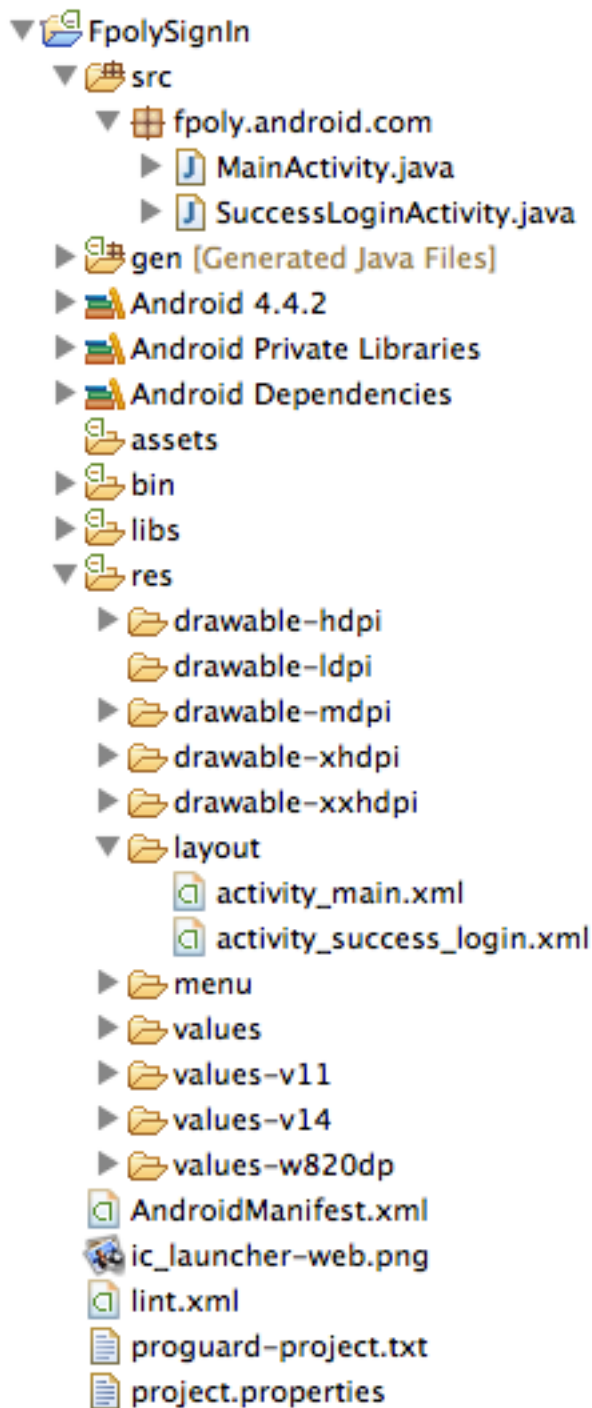 FpolySignIn
src
fpoly.android.com
MainActivity.java
SuccessLoginActivity.java
gen [Generated Java Files]
Android 4.4.2
Android Private Libraries
Android Dependencies
assets
bin
libs
res
drawable-hdpi
drawable-ldpi
drawable-mdpi
drawable-xhdpi
drawable-xxhdpi
layout
activity_main.xml
activity_success_login.xml
menu
values
values-v11
values-v14
values-w820dp
AndroidManifest.xml
ic_launcher-web.png
lint.xml
proguard-project.txt
project.properties